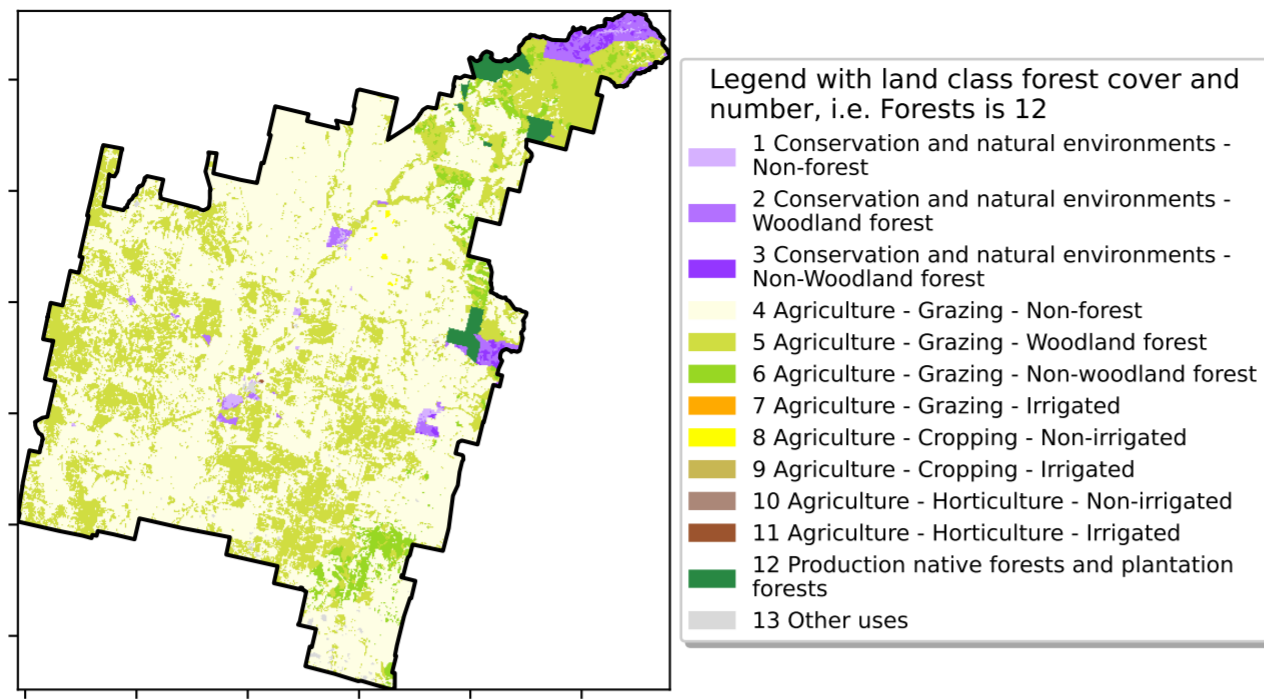 Legend with land class forest cover and
number, i.e. Forests is 12
1 Conservation and natural environments -
Non-forest
2 Conservation and natural environments -
Woodland forest
3 Conservation and natural environments -
Non-Woodland forest
4 Agriculture - Grazing - Non-forest
5 Agriculture - Grazing - Woodland forest
6 Agriculture - Grazing - Non-woodland forest
7 Agriculture - Grazing - Irrigated
8 Agriculture - Cropping - Non-irrigated
9 Agriculture - Cropping - Irrigated
10 Agriculture - Horticulture - Non-irrigated
11 Agriculture - Horticulture - Irrigated
12 Production native forests and plantation
forests
13 Other uses